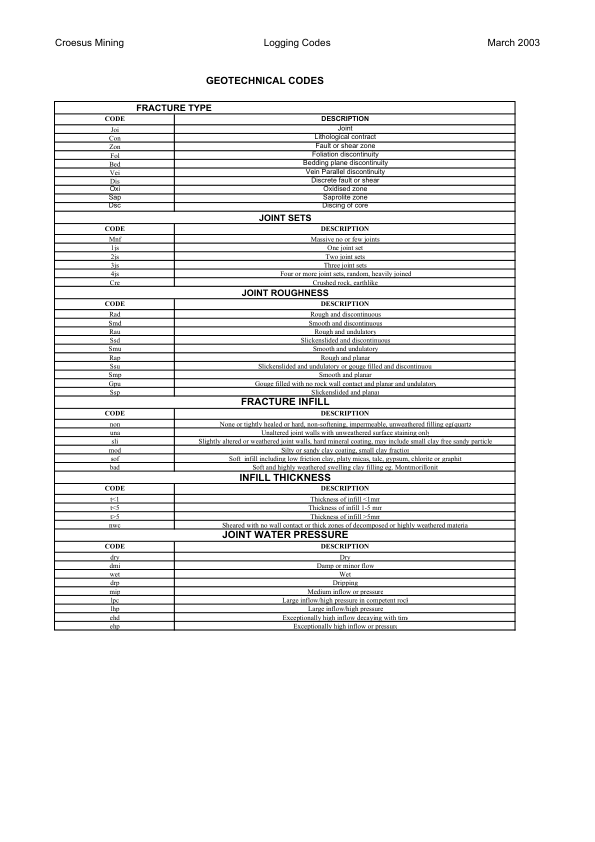 Croesus Mining Logging Codes March 2003
GEOTECHNICAL CODES
FRACTURE TYPE
CODE DESCRIPTION
Joi Joint
Con Lithological contract
Zon Fault or shear zone
Fol Foliation discontinuity
Bed Bedding plane discontinuity
Vei Vein Parallel discontinuity
Dis Discrete fault or shear
Oxi Oxidised zone
Sap Saprolite zone
Dsc Discing of core
JOINT SETS
CODE DESCRIPTION
Mnf Massive no or few joints
1js One joint set
2js Two joint sets
3js Three joint sets
4js Four or more joint sets, random, heavily joined
Cre Crushed rock, earthlike
JOINT ROUGHNESS
CODE DESCRIPTION
Rad Rough and discontinuous
Smd Smooth and discontinuous
Rau Rough and undulatory
Ssd Slickenslided and discontinuous
Smu Smooth and undulatory
Rap Rough and planar
Ssu Slickenslided and undulatory or gouge filled and discontinuou
Smp Smooth and planar
Gpu Gouge filled with no rock wall contact and planar and undulatory
Ssp Slickenslided and planar
FRACTURE INFILL
CODE DESCRIPTION
non None or tightly healed or hard, non-softening, impermeable, unweathered filling eg quartz
una Unaltered joint walls with unweathered surface staining only
sli Slightly altered or weathered joint walls, hard mineral coating, may include small clay free sandy particle
mod Silty or sandy clay coating, small clay fraction
sof Soft infill including low friction clay, platy micas, talc, gypsum, chlorite or graphit
bad Soft and highly weathered swelling clay filling eg. Montmorillonit
INFILL THICKNESS
CODE DESCRIPTION
t<1 Thickness of infill <1mm
t<5 Thickness of infill 1-5 mm
t>5 Thickness of infill >5mm
nwc Sheared with no wall contact or thick zones of decomposed or highly weathered materia
JOINT WATER PRESSURE
CODE DESCRIPTION
dry Dry
dmi Damp or minor flow
wet Wet
drp Dripping
mip Medium inflow or pressure
lpc Large inflow/high pressure in competent rock
lhp Large inflow/high pressure
ehd Exceptionally high inflow decaying with time
ehp Exceptionally high inflow or pressure